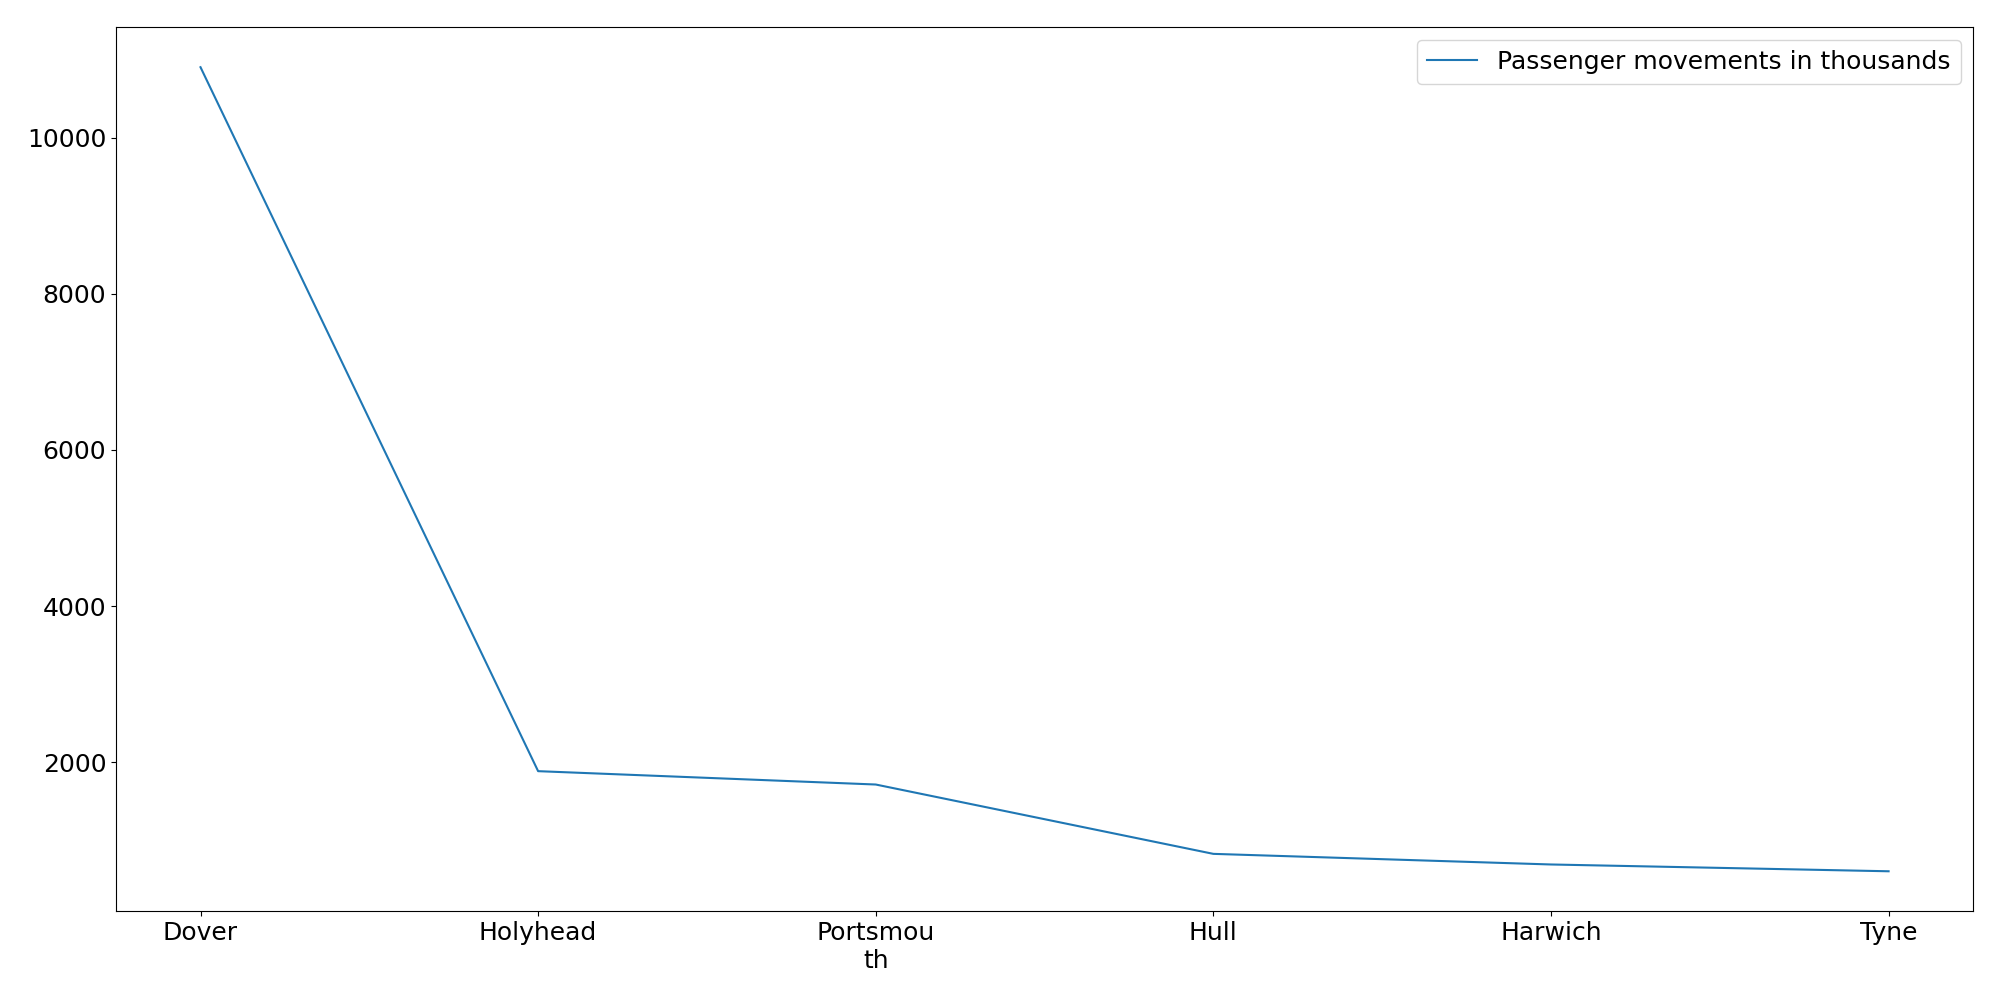 Passenger movements in thousands
10000
8000
6000
4000
2000
Dover
Holyhead
Portsmou
th
Hull
Harwich
Tyne